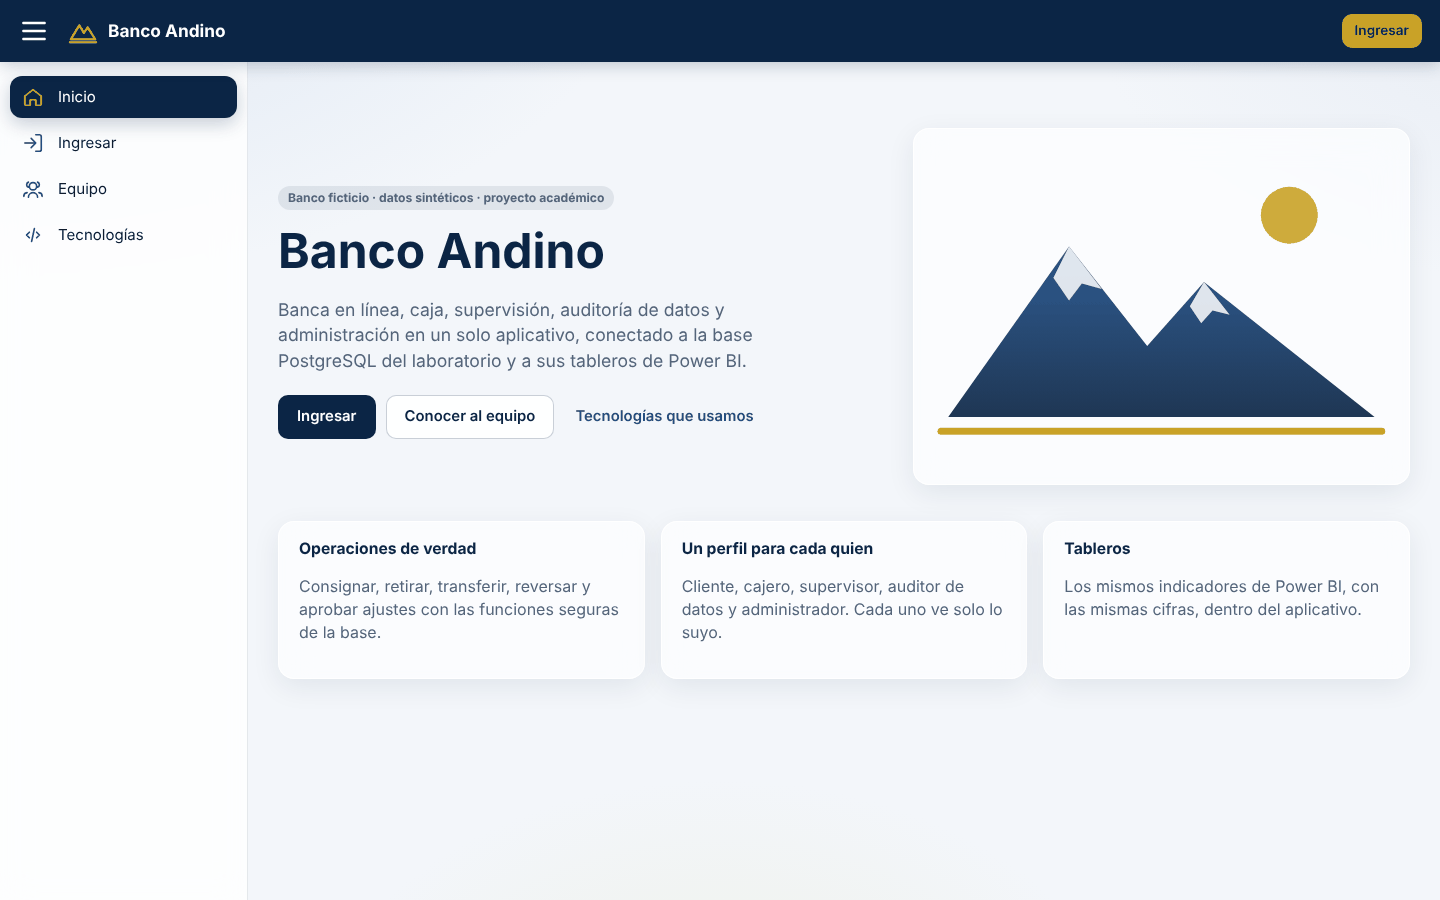 Banco Andino
Ingresar
Inicio
Ingresar
Equipo
Tecnologías
Banco ficticio · datos sintéticos · proyecto académico
Banco Andino
Banca en línea, caja, supervisión, auditoría de datos y
administración en un solo aplicativo, conectado a la base
PostgreSQL del laboratorio y a sus tableros de Power BI.
Ingresar
Conocer al equipo
Tecnologías que usamos
Operaciones de verdad
Consignar, retirar, transferir, reversar y
aprobar ajustes con las funciones seguras
de la base.
Un perfil para cada quien
Cliente, cajero, supervisor, auditor de
datos y administrador. Cada uno ve solo lo
suyo.
Tableros
Los mismos indicadores de Power BI, con
las mismas cifras, dentro del aplicativo.